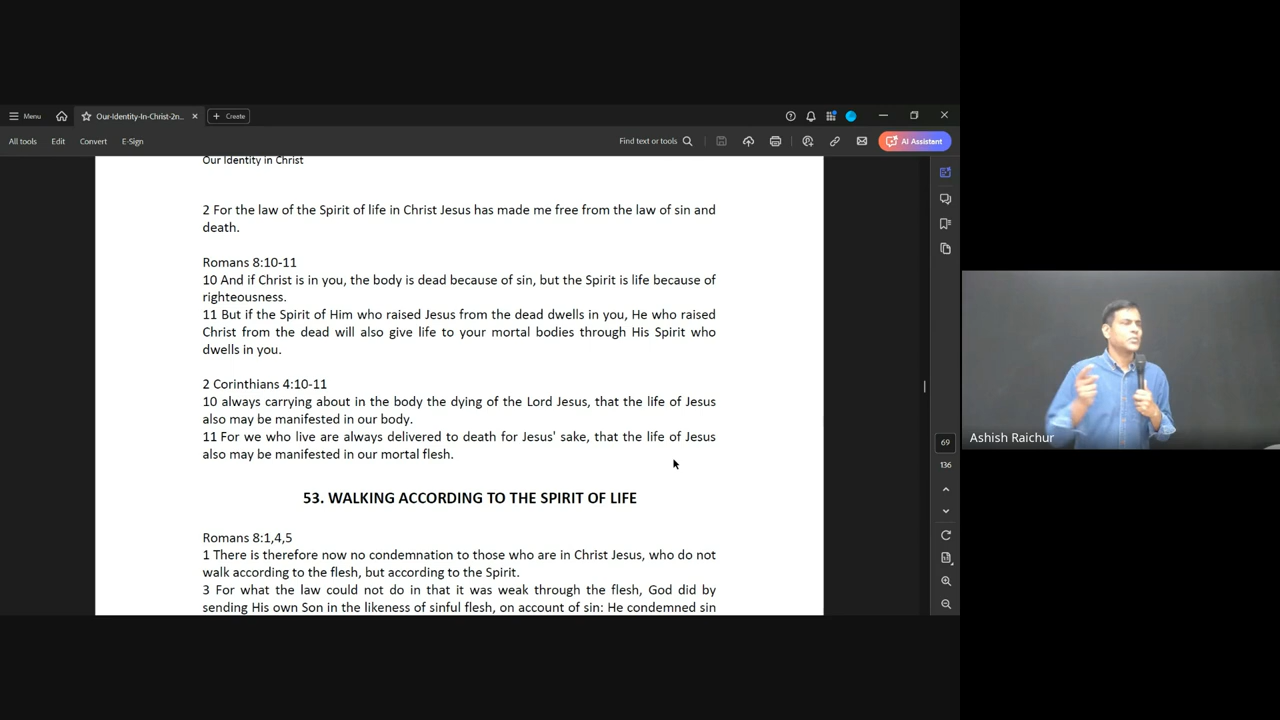 Menu
Our-Identity-In-Christ-2n...
Create
All tools
Edit
Convert
E-Sign
Find text or tools
AI Assistant
Our Identity in Christ
2 For the law of the Spirit of life in Christ Jesus has made me free from the law of sin and
death.
Romans 8:10-11
10 And if Christ is in you, the body is dead because of sin, but the Spirit is life because of
righteousness.
11 But if the Spirit of Him who raised Jesus from the dead dwells in you, He who raised
Christ from the dead will also give life to your mortal bodies through His Spirit who
dwells in you.
2 Corinthians 4:10-11
10 always carrying about in the body the dying of the Lord Jesus, that the life of Jesus
also may be manifested in our body.
11 For we who live are always delivered to death for Jesus' sake, that the life of Jesus
also may be manifested in our mortal flesh.
53. WALKING ACCORDING TO THE SPIRIT OF LIFE
Romans 8:1,4,5
1 There is therefore now no condemnation to those who are in Christ Jesus, who do not
walk according to the flesh, but according to the Spirit.
3 For what the law could not do in that it was weak through the flesh, God did by
sending His own Son in the likeness of sinful flesh, on account of sin: He condemned sin
69
136
Ashish Raichur